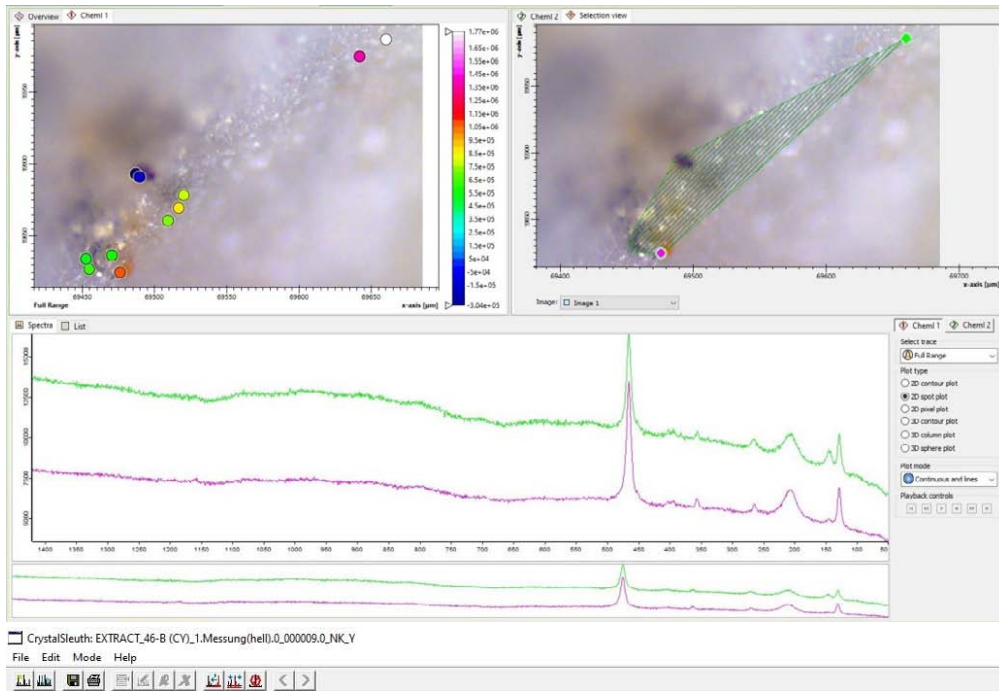 Overview ChemI 1
y-axis [µm]
69450 69500 69550 69600 69650
Full Range
x-axis [µm]
1.77e+06
1.65e+06
1.55e+06
1.45e+06
1.35e+06
1.25e+06
1.15e+06
1.05e+06
9.5e+05
8.5e+05
7.5e+05
6.5e+05
5.5e+05
4.5e+05
3.5e+05
2.5e+05
1.5e+05
5e+04
-5e+04
-1.5e+05
-3.04e+05
ChemI 2 Selection view
y-axis [µm]
69400 69500 69600 69700
x-axis [µm]
Image: Image 1
Spectra List
1400 1350 1300 1250 1200 1150 1100 1050 1000 950 900 850 800 750 700 650 600 550 500 450 400 350 300 250 200 150 100 50
ChemI 1 ChemI 2
Select trace
Full Range
Plot type
2D contour plot
2D spot plot
2D pixel plot
3D contour plot
3D column plot
3D sphere plot
Plot mode
Continuous and lines
Playback controls
CrystalSleuth: EXTRACT_46-B (CY)_1.Messung(hell).0_000009.0_NK_Y
File Edit Mode Help